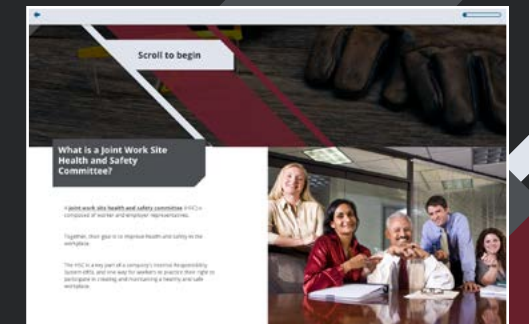 Scroll to begin
What is a Joint Work Site
Health and Safety
Committee?
A joint work site health and safety committee (HSC) is
composed of worker and employer representatives.
Together, their goal is to improve health and safety in the
workplace.
The HSC is a key part of a company's Internal Responsibility
System (IRS), and one way for workers to practice their right to
participate in creating and maintaining a healthy and safe
workplace.